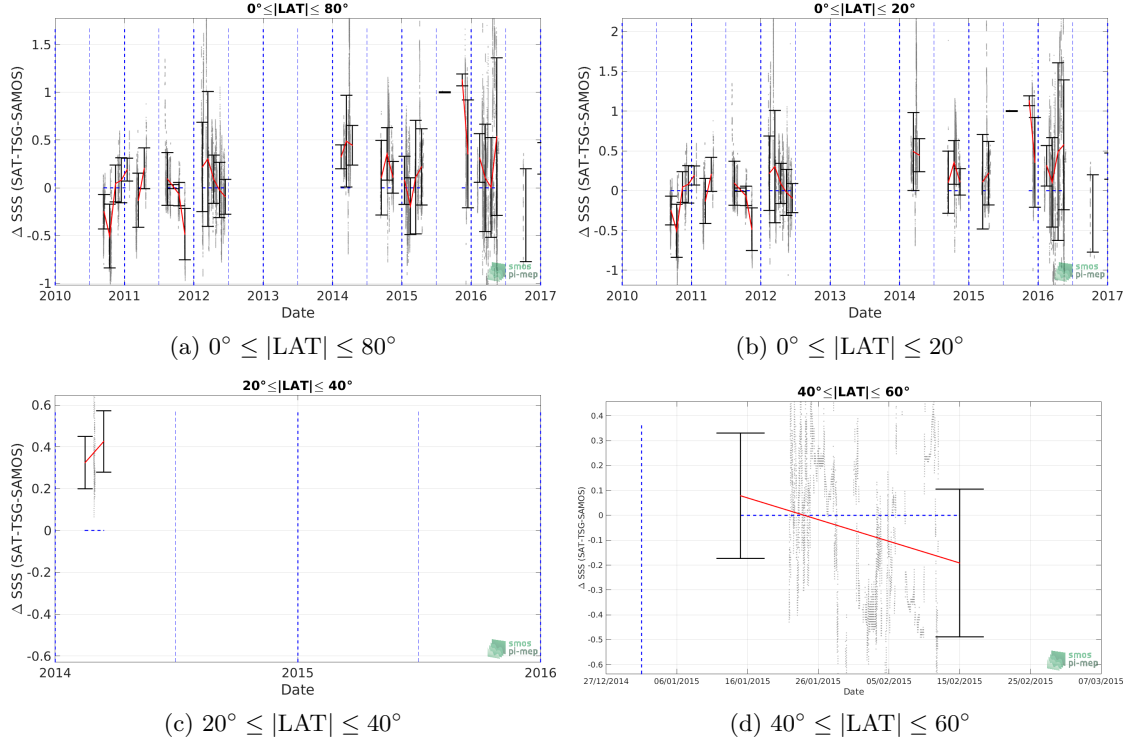 0°≤|LAT|≤ 80°
Δ SSS (SAT-TSG-SAMOS)
1.5
1
0.5
0
-0.5
-1
2010 2011 2012 2013 2014 2015 2016 2017
Date
smos
pi-mep
(a) 0° ≤ |LAT| ≤ 80°
0°≤|LAT|≤ 20°
Δ SSS (SAT-TSG-SAMOS)
2
1.5
1
0.5
0
-0.5
-1
2010 2011 2012 2013 2014 2015 2016 2017
Date
smos
pi-mep
(b) 0° ≤ |LAT| ≤ 20°
20°≤|LAT|≤ 40°
Δ SSS (SAT-TSG-SAMOS)
0.6
0.4
0.2
0
-0.2
-0.4
-0.6
2014 2015 2016
Date
smos
pi-mep
(c) 20° ≤ |LAT| ≤ 40°
40°≤|LAT|≤ 60°
Δ SSS (SAT-TSG-SAMOS)
0.4
0.3
0.2
0.1
0
-0.1
-0.2
-0.3
-0.4
-0.5
-0.6
27/12/2014 06/01/2015 16/01/2015 26/01/2015 05/02/2015 15/02/2015 25/02/2015 07/03/2015
Date
smos
pi-mep
(d) 40° ≤ |LAT| ≤ 60°